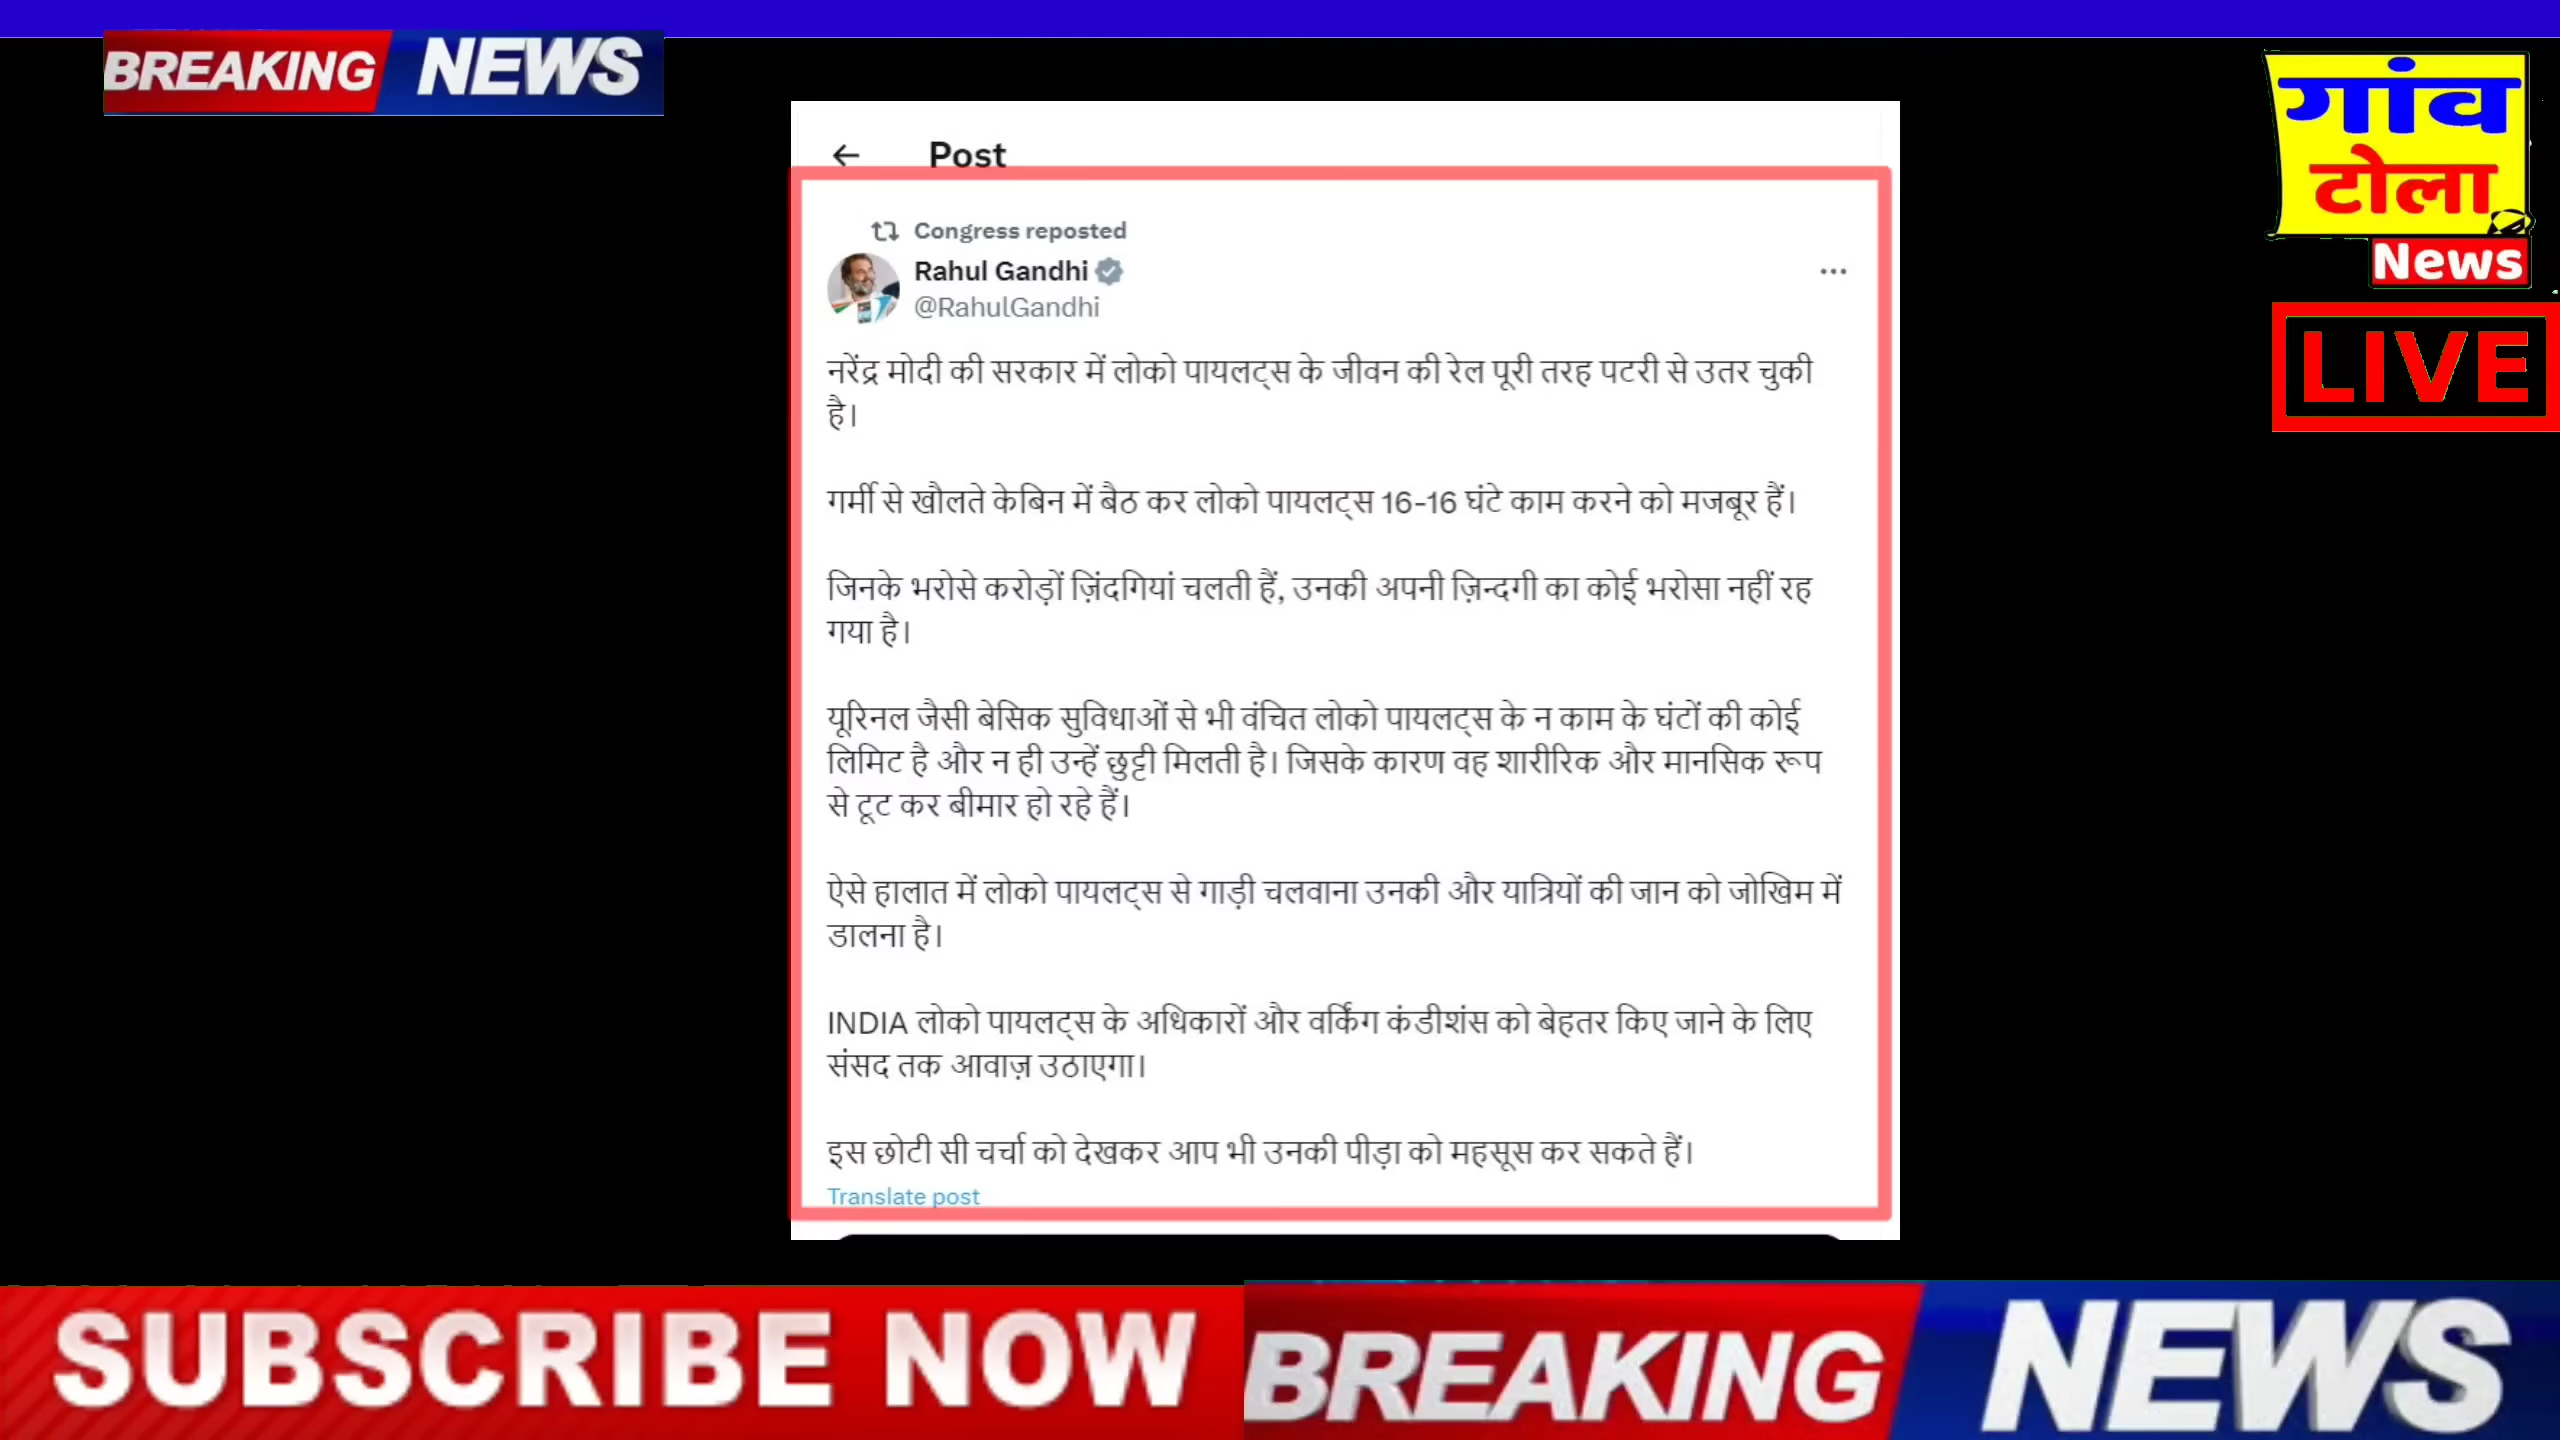 BREAKING NEWS
गांव
टोला
News
LIVE
← Post
Congress reposted
Rahul Gandhi
@RahulGandhi
नरेंद्र मोदी की सरकार में लोको पायलट्स के जीवन की रेल पूरी तरह पटरी से उतर चुकी
है।
गर्मी से खौलते केबिन में बैठ कर लोको पायलट्स 16-16 घंटे काम करने को मजबूर हैं।
जिनके भरोसे करोड़ों ज़िंदगियां चलती हैं, उनकी अपनी ज़िन्दगी का कोई भरोसा नहीं रह
गया है।
यूरिनल जैसी बेसिक सुविधाओं से भी वंचित लोको पायलट्स के न काम के घंटों की कोई
लिमिट है और न ही उन्हें छुट्टी मिलती है। जिसके कारण वह शारीरिक और मानसिक रूप
से टूट कर बीमार हो रहे हैं।
ऐसे हालात में लोको पायलट्स से गाड़ी चलवाना उनकी और यात्रियों की जान को जोखिम में
डालना है।
INDIA लोको पायलट्स के अधिकारों और वर्किंग कंडीशंस को बेहतर किए जाने के लिए
संसद तक आवाज़ उठाएगा।
इस छोटी सी चर्चा को देखकर आप भी उनकी पीड़ा को महसूस कर सकते हैं।
Translate post
SUBSCRIBE NOW BREAKING NEWS